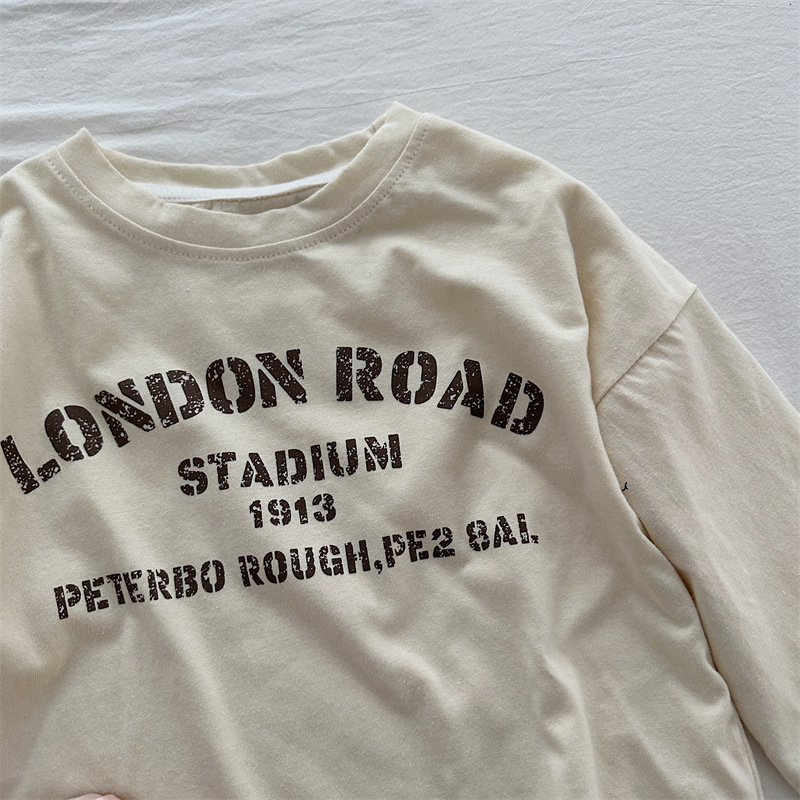 LONDON ROAD
STADIUM
1913
PETERBO ROUGH,PE2 8AL